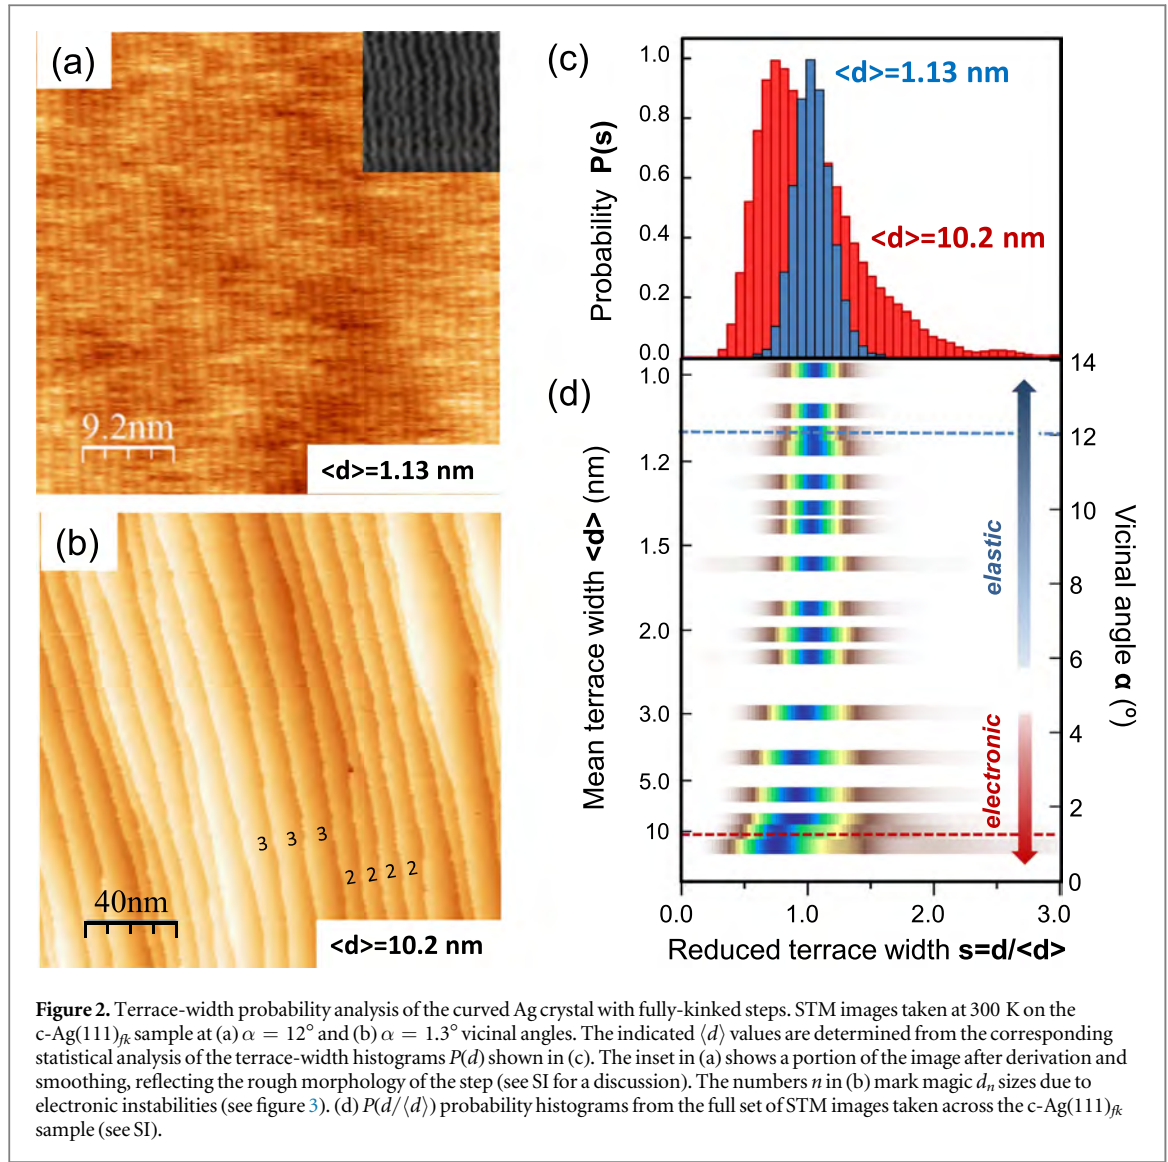 (a)
9.2nm
<d>=1.13 nm
(b)
3 3 3
2 2 2 2
40nm
<d>=10.2 nm
(c)
<d>=1.13 nm
<d>=10.2 nm
Probability P(s)
1.0
0.8
0.6
0.4
0.2
0.0
(d)
Mean terrace width <d> (nm)
1.0
1.2
1.5
2.0
3.0
5.0
10
elastic
electronic
14
12
10
8
6
4
2
0
Vicinal angle α (º)
0.0 1.0 2.0 3.0
Reduced terrace width s=d/<d>
Figure 2. Terrace-width probability analysis of the curved Ag crystal with fully-kinked steps. STM images taken at 300 K on the
c-Ag(111)fk sample at (a) α = 12° and (b) α = 1.3° vicinal angles. The indicated ⟨d⟩ values are determined from the corresponding
statistical analysis of the terrace-width histograms P(d) shown in (c). The inset in (a) shows a portion of the image after derivation and
smoothing, reflecting the rough morphology of the step (see SI for a discussion). The numbers n in (b) mark magic dn sizes due to
electronic instabilities (see figure 3). (d) P(d/⟨d⟩) probability histograms from the full set of STM images taken across the c-Ag(111)fk
sample (see SI).